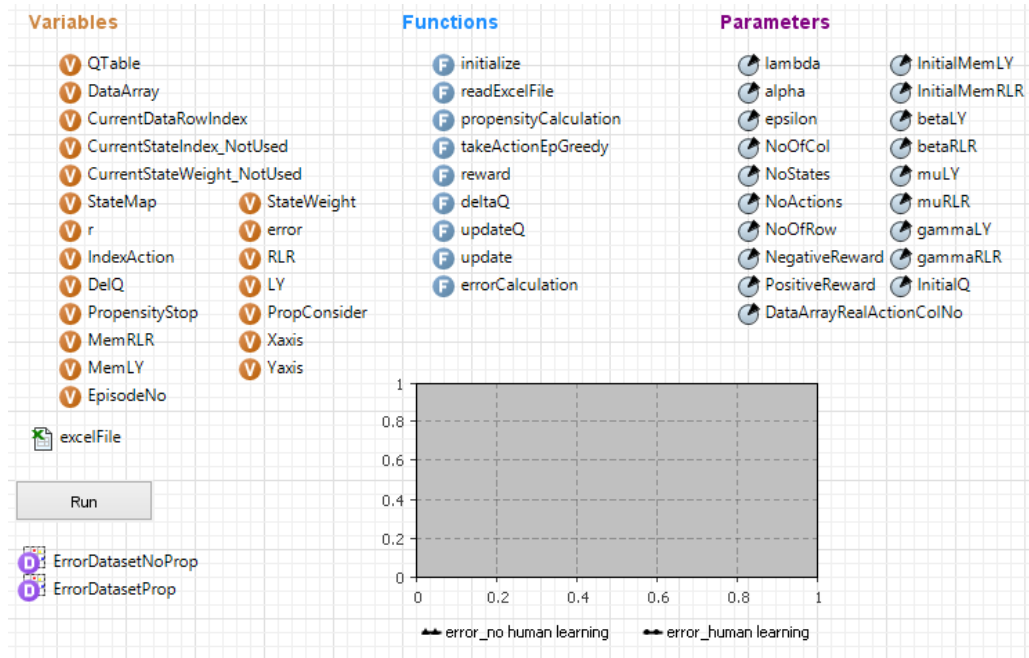 Variables
QTable
DataArray
CurrentDataRowIndex
CurrentStateIndex_NotUsed
CurrentStateWeight_NotUsed
StateMap
r
IndexAction
DelQ
PropensityStop
MemRLR
MemLY
EpisodeNo
StateWeight
error
RLR
LY
PropConsider
Xaxis
Yaxis
Functions
initialize
readExcelFile
propensityCalculation
takeActionEpGreedy
reward
deltaQ
updateQ
update
errorCalculation
Parameters
lambda
alpha
epsilon
NoOfCol
NoStates
NoActions
NoOfRow
NegativeReward
PositiveReward
DataArrayRealActionColNo
InitialMemLY
InitialMemRLR
betaLY
betaRLR
muLY
muRLR
gammaLY
gammaRLR
InitialQ
excelFile
Run
ErrorDatasetNoProp
ErrorDatasetProp
1
0.8
0.6
0.4
0.2
0
0 0.2 0.4 0.6 0.8 1
error_no human learning error_human learning